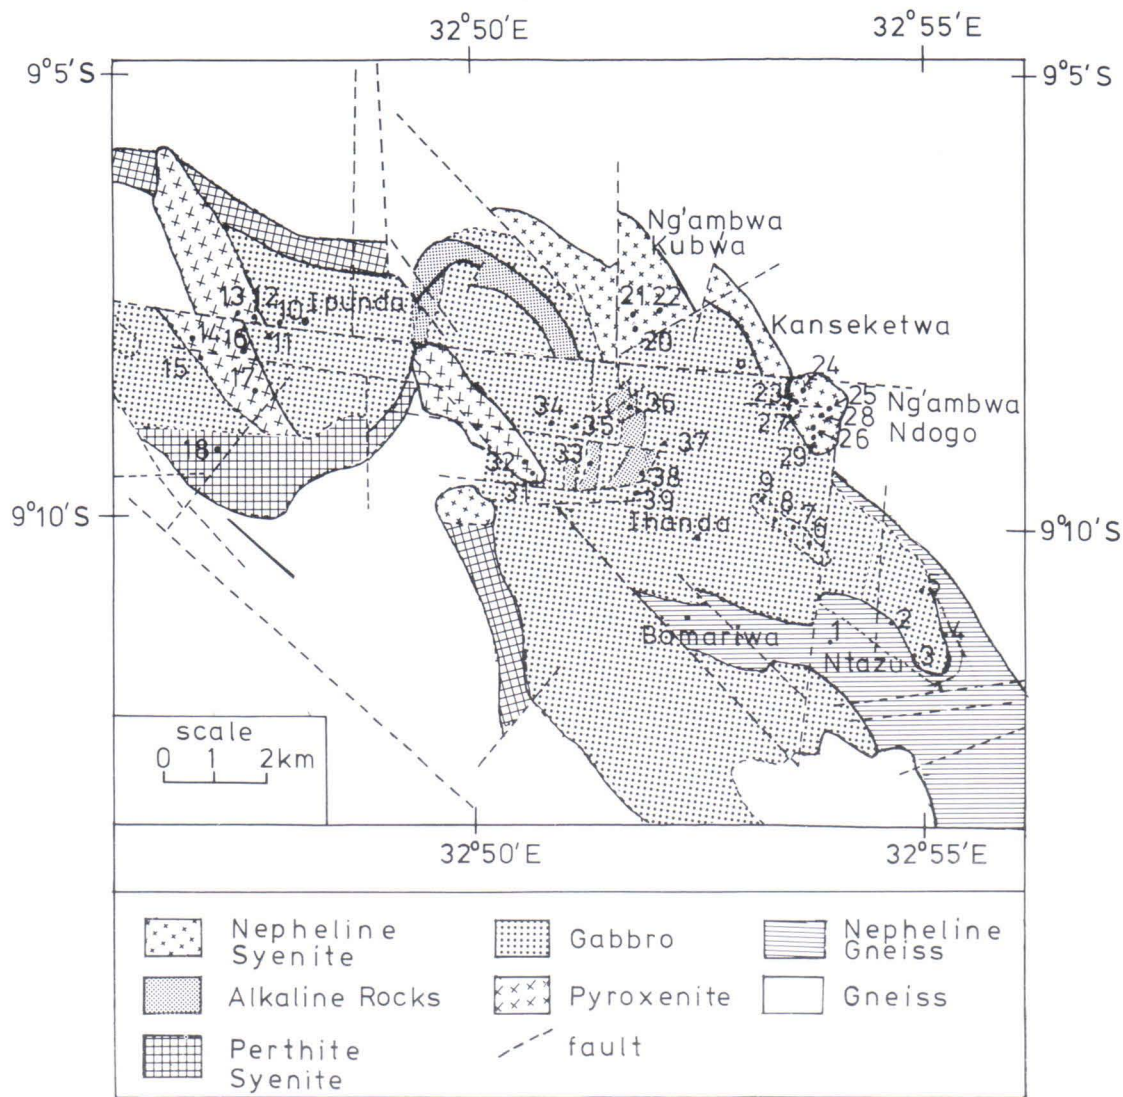 32°50'E 32°55'E
9°5'S 9°5'S
Ng'ambwa
Kubwa
13 12 10 Ipunda 21 22
Kanseketwa
14 16 11 20
15 24
17 23 25 Ng'ambwa
34 36 27 28 Ndogo
35 26
18 33 37 29
32 38 9
31 39 8
9°10'S Ihanda 7 6 9°10'S
5
Bamariwa 1 2
Ntazu 3
scale
0 1 2km
32°50'E 32°55'E
Nepheline Syenite
Gabbro
Nepheline Gneiss
Alkaline Rocks
Pyroxenite
Gneiss
Perthite Syenite
fault